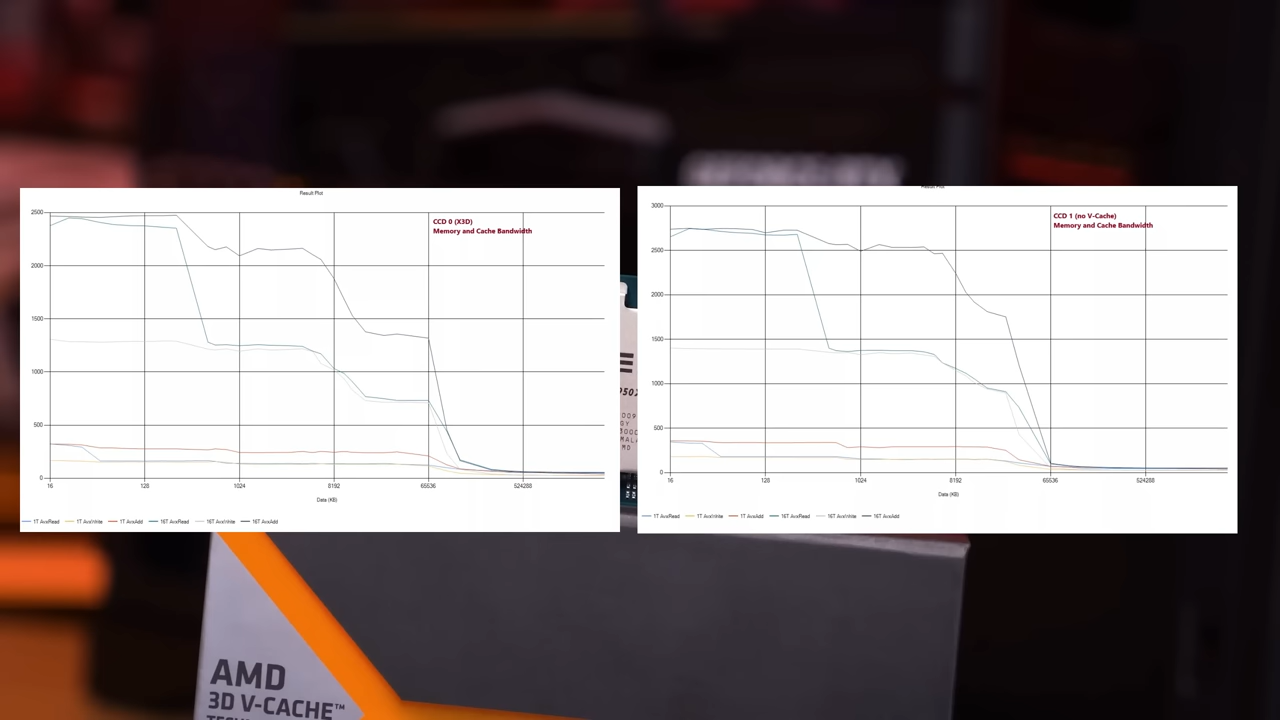 Result Plot
CCD 0 (X3D)
Memory and Cache Bandwidth
2500
2000
1500
1000
500
0
16 128 1024 8192 65536 524288
Data (KB)
1T AvxRead 1T AvxWrite 1T AvxAdd 16T AvxRead 16T AvxWrite 16T AvxAdd
Result Plot
CCD 1 (no V-Cache)
Memory and Cache Bandwidth
3000
2500
2000
1500
1000
500
0
16 128 1024 8192 65536 524288
Data (KB)
1T AvxRead 1T AvxWrite 1T AvxAdd 16T AvxRead 16T AvxWrite 16T AvxAdd
AMD
3D V-CACHE™